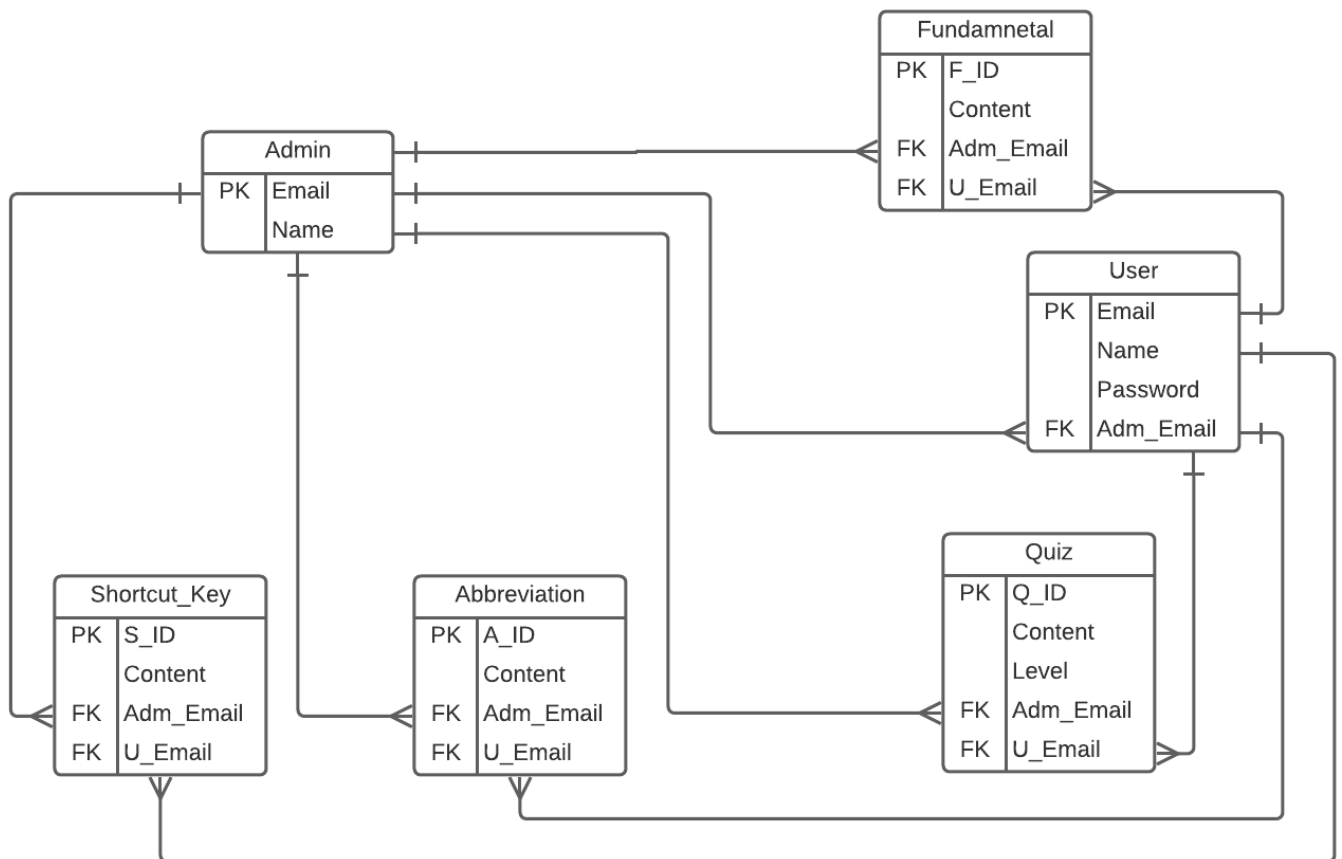 Fundamnetal
PK F_ID
Content
FK Adm_Email
FK U_Email
Admin
PK Email
Name
User
PK Email
Name
Password
FK Adm_Email
Quiz
PK Q_ID
Content
Level
FK Adm_Email
FK U_Email
Shortcut_Key
PK S_ID
Content
FK Adm_Email
FK U_Email
Abbreviation
PK A_ID
Content
FK Adm_Email
FK U_Email